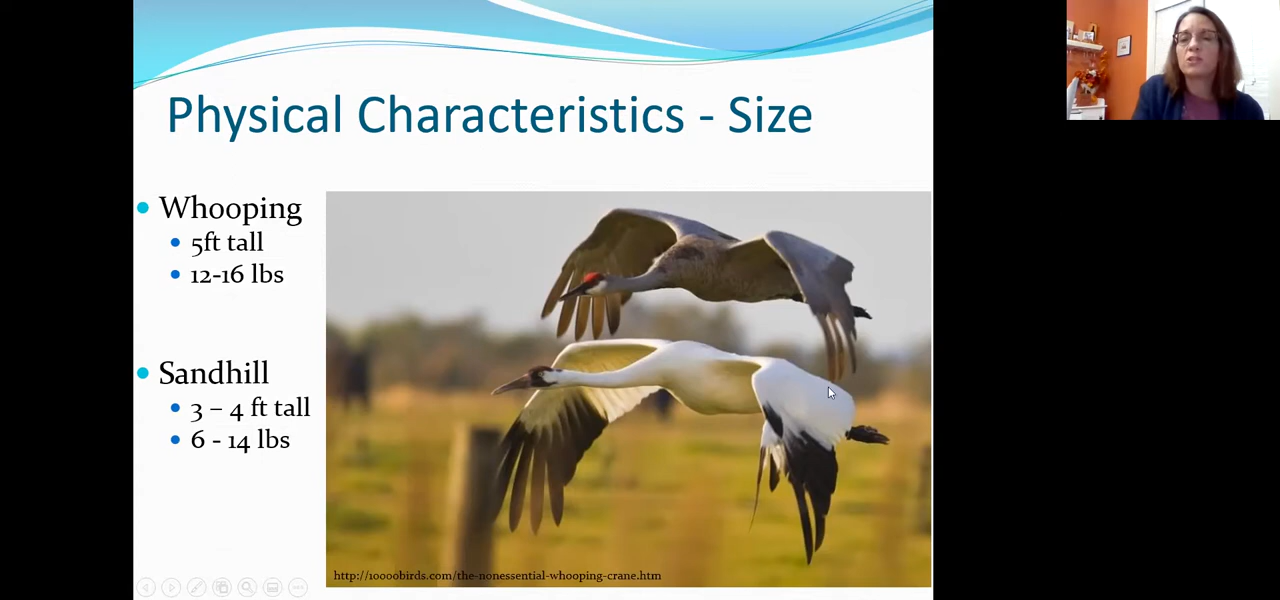 Physical Characteristics - Size
Whooping
5ft tall
12-16 lbs
Sandhill
3 – 4 ft tall
6 - 14 lbs
http://10000birds.com/the-nonessential-whooping-crane.htm